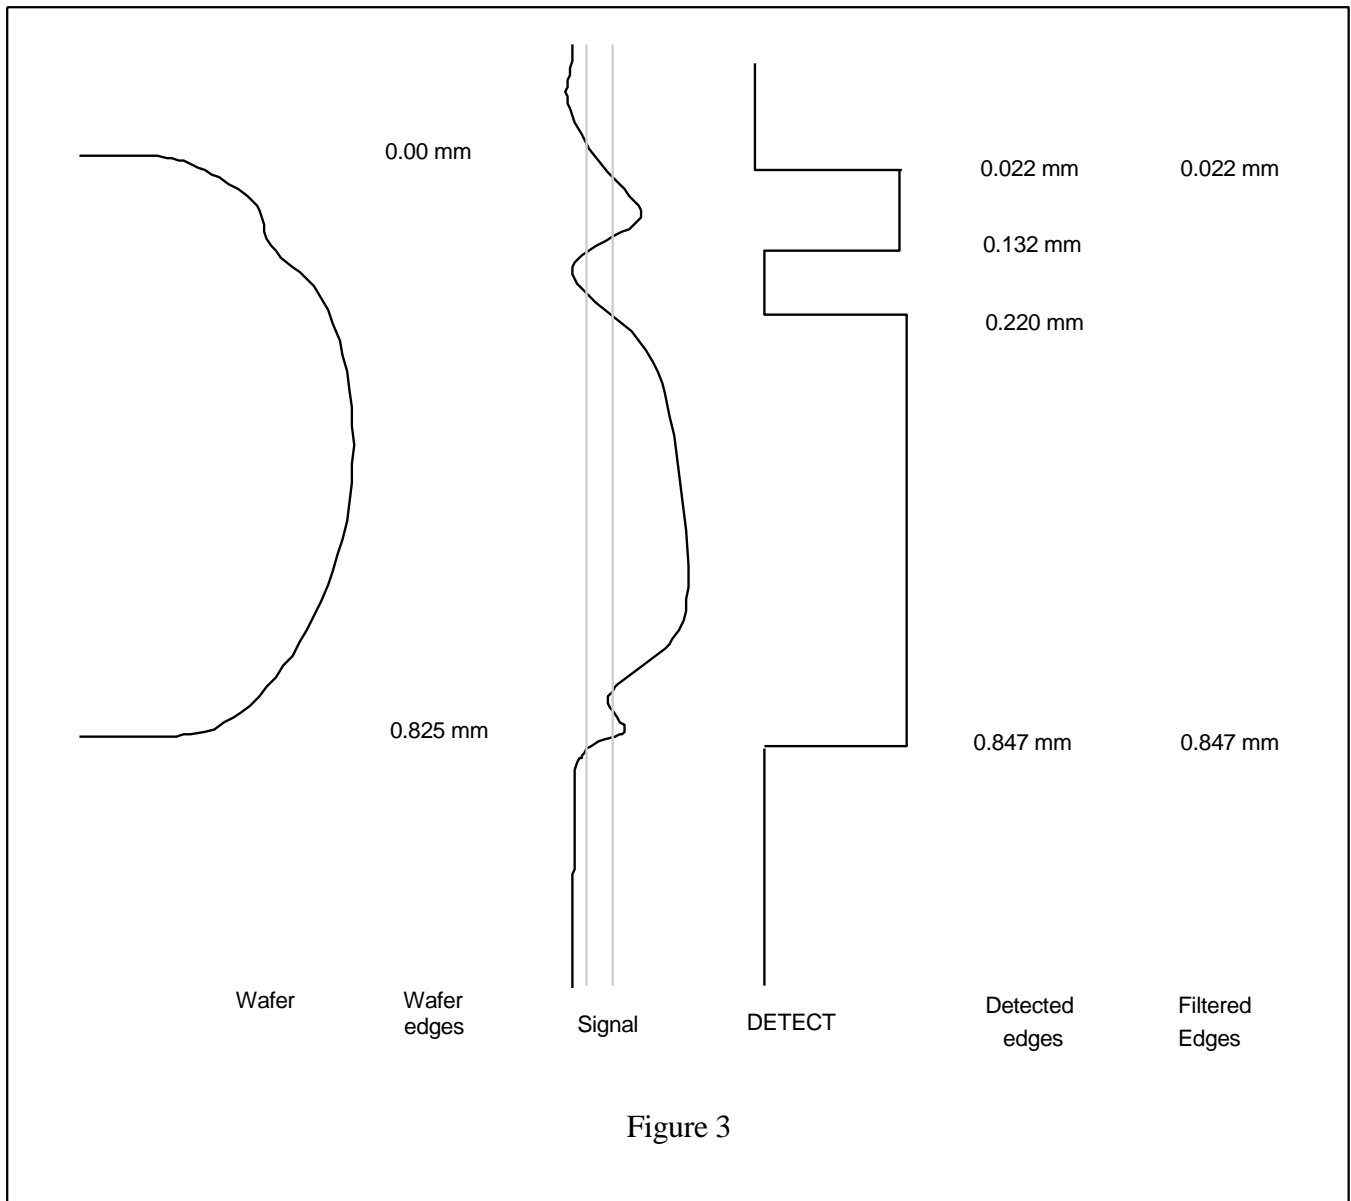 0.00 mm
0.022 mm
0.022 mm
0.132 mm
0.220 mm
0.825 mm
0.847 mm
0.847 mm
Wafer
Wafer
edges
Signal
DETECT
Detected
edges
Filtered
Edges
Figure 3